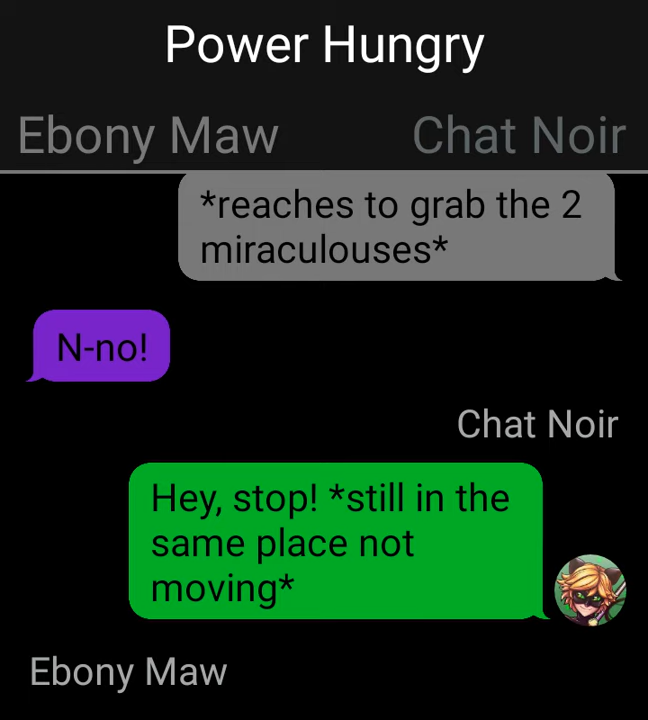 Power Hungry
Ebony Maw
Chat Noir
*reaches to grab the 2
miraculouses*
N-no!
Chat Noir
Hey, stop! *still in the
same place not
moving*
Ebony Maw